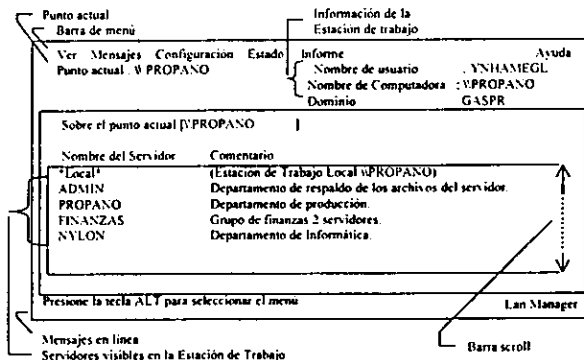 Punto actual
Barra de menú
Información de la
Estación de trabajo
Ver Mensajes Configuración Estado Informe Ayuda
Punto actual : \\PROPANO
Nombre de usuario : YNHAMEGL
Nombre de Computadora : \\PROPANO
Dominio GASPR
Sobre el punto actual [\\PROPANO ]
Nombre del Servidor Comentario
*Local* (Estación de Trabajo Local \\PROPANO)
ADMIN Departamento de respaldo de los archivos del servidor.
PROPANO Departamento de producción.
FINANZAS Grupo de finanzas 2 servidores.
NYLON Departamento de Informática.
Presione la tecla ALT para seleccionar el menú Lan Manager
Mensajes en línea
Servidores visibles en la Estación de Trabajo
Barra scroll